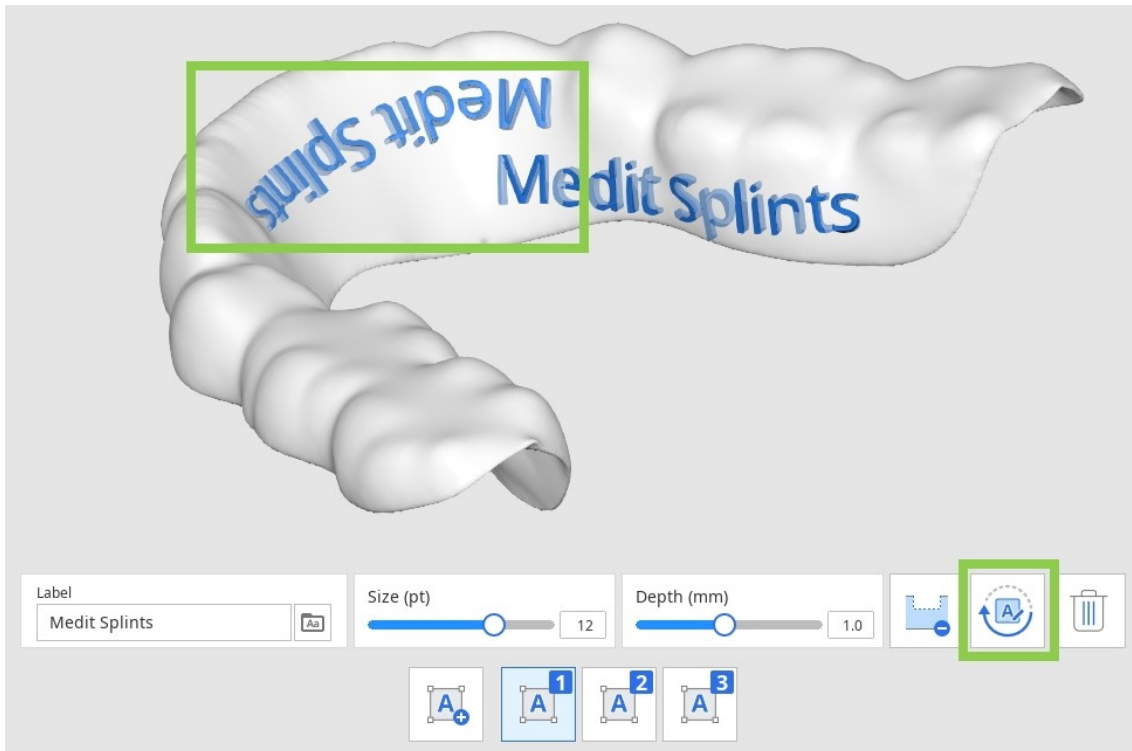 Medit Splints
Medit Splints
Label
Medit Splints
Aa
Size (pt)
12
Depth (mm)
1.0
A
A
A 1
A 2
A 3